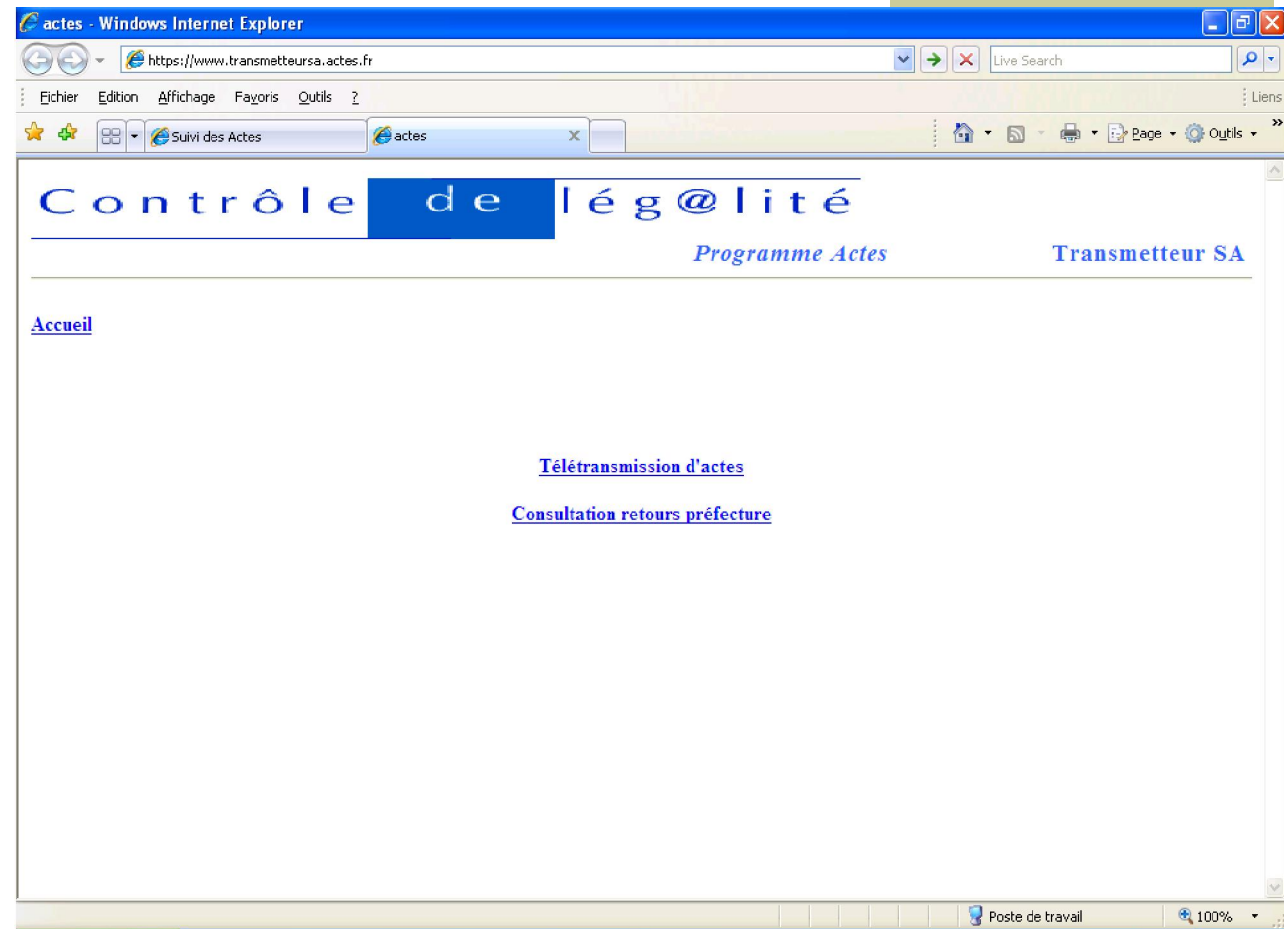 actes - Windows Internet Explorer
https://www.transmetteursa.actes.fr
Live Search
Fichier Edition Affichage Favoris Outils ?
Liens
Suivi des Actes
actes
Page
Outils
Contrôle de lég@lité
Programme Actes
Transmetteur SA
Accueil
Télétransmission d'actes
Consultation retours préfecture
Poste de travail
100%